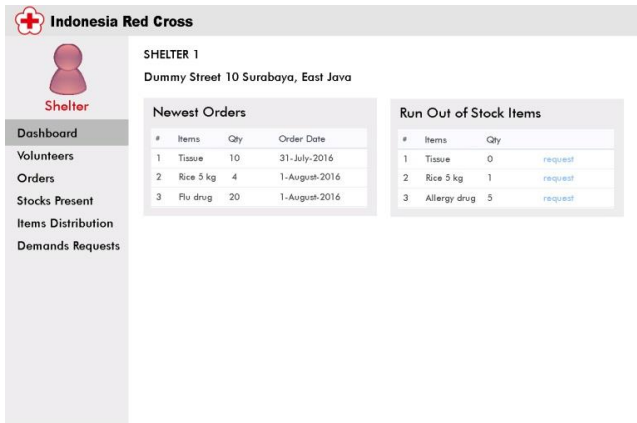 Indonesia Red Cross
Shelter
Dashboard
Volunteers
Orders
Stocks Present
Items Distribution
Demands Requests
SHELTER 1
Dummy Street 10 Surabaya, East Java
Newest Orders
# Items Qty Order Date
1 Tissue 10 31-July-2016
2 Rice 5 kg 4 1-August-2016
3 Flu drug 20 1-August-2016
Run Out of Stock Items
# Items Qty
1 Tissue 0 request
2 Rice 5 kg 1 request
3 Allergy drug 5 request